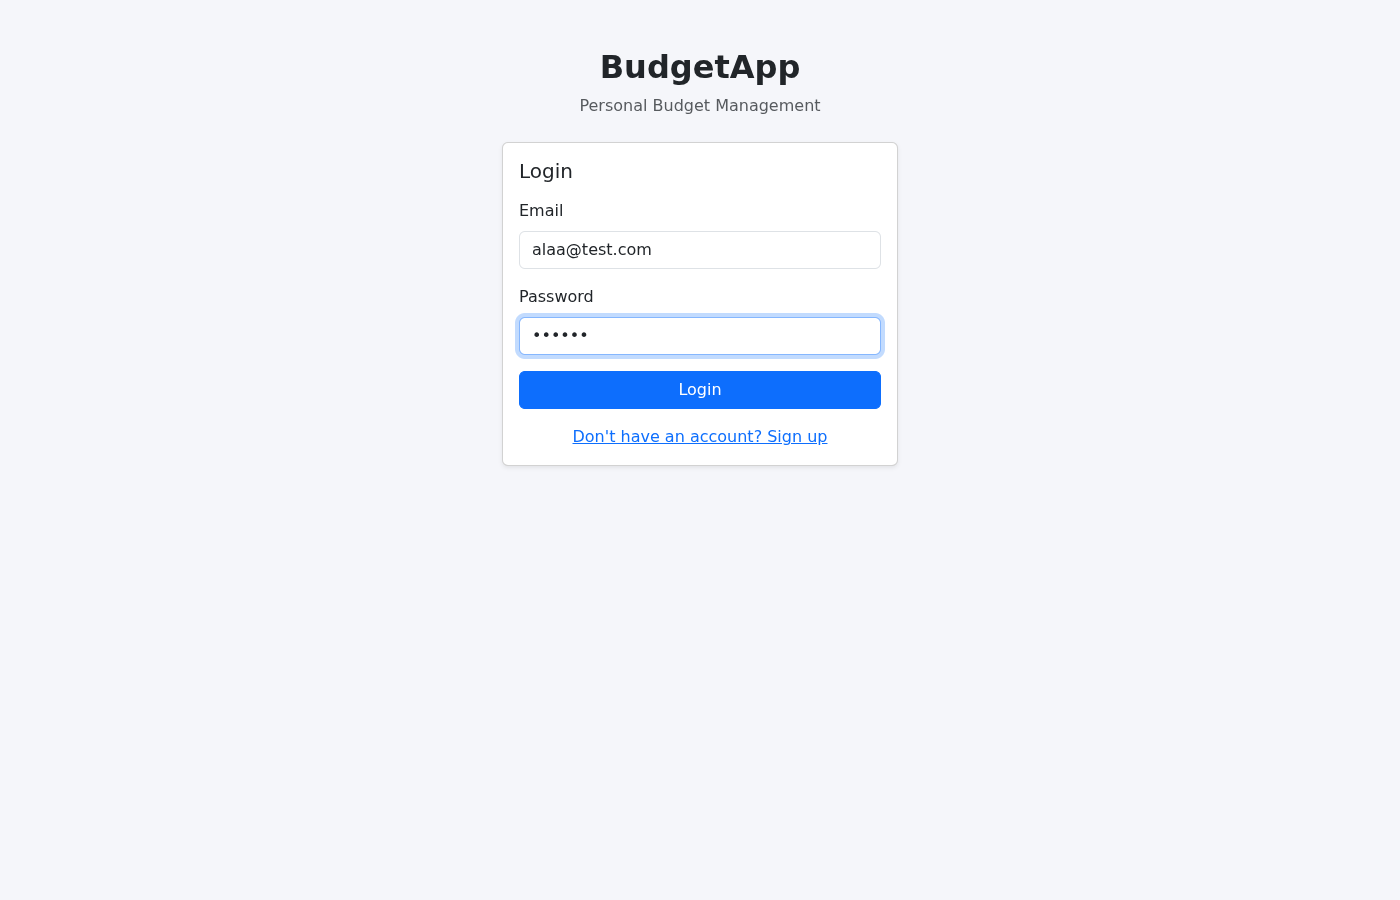 BudgetApp
Personal Budget Management
Login
Email
alaa@test.com
Password
••••••
Login
Don't have an account? Sign up